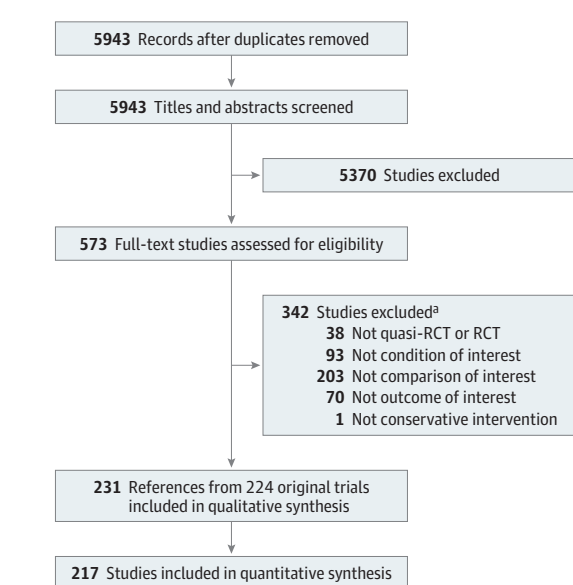 5943 Records after duplicates removed
5943 Titles and abstracts screened
5370 Studies excluded
573 Full-text studies assessed for eligibility
342 Studies excludedª
38 Not quasi-RCT or RCT
93 Not condition of interest
203 Not comparison of interest
70 Not outcome of interest
1 Not conservative intervention
231 References from 224 original trials
included in qualitative synthesis
217 Studies included in quantitative synthesis